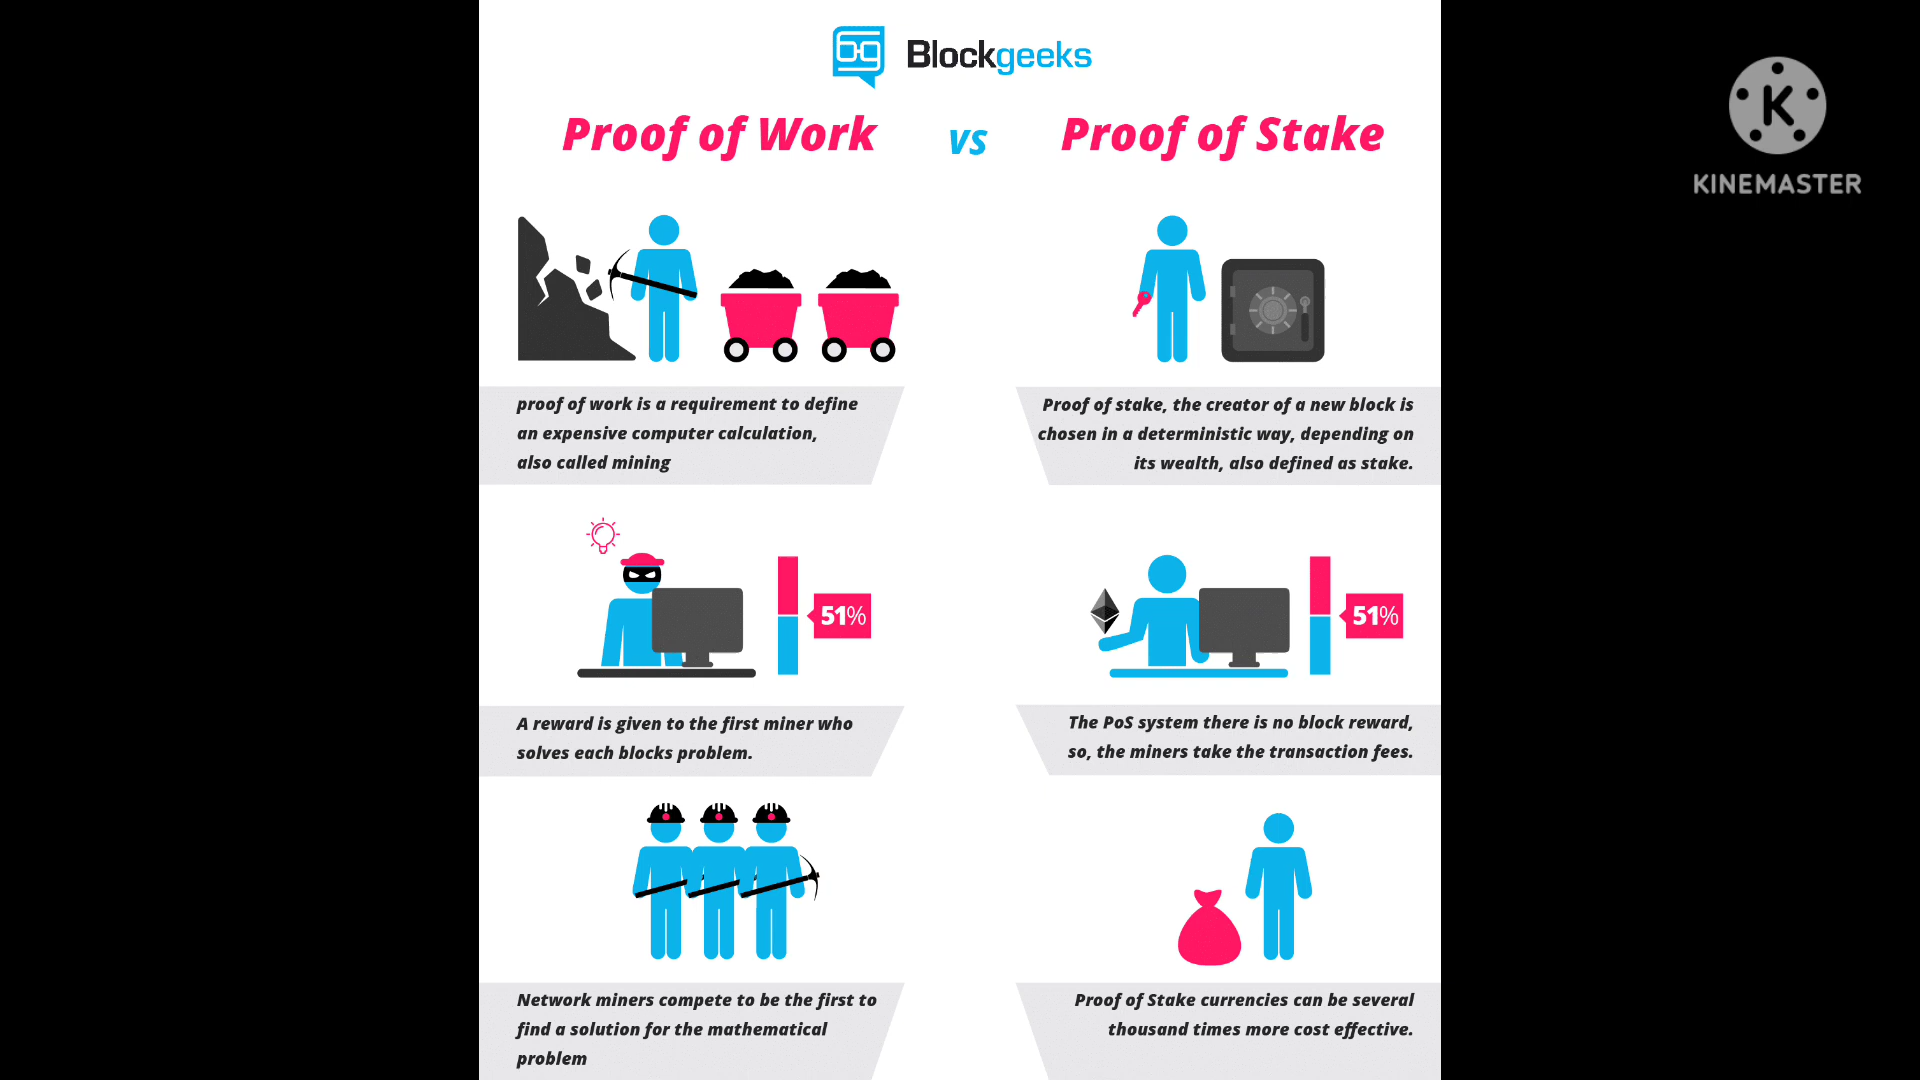 Blockgeeks
Proof of Work vs Proof of Stake
KINEMASTER
proof of work is a requirement to define
an expensive computer calculation,
also called mining
Proof of stake, the creator of a new block is
chosen in a deterministic way, depending on
its wealth, also defined as stake.
51%
51%
A reward is given to the first miner who
solves each blocks problem.
The PoS system there is no block reward,
so, the miners take the transaction fees.
Network miners compete to be the first to
find a solution for the mathematical
problem
Proof of Stake currencies can be several
thousand times more cost effective.